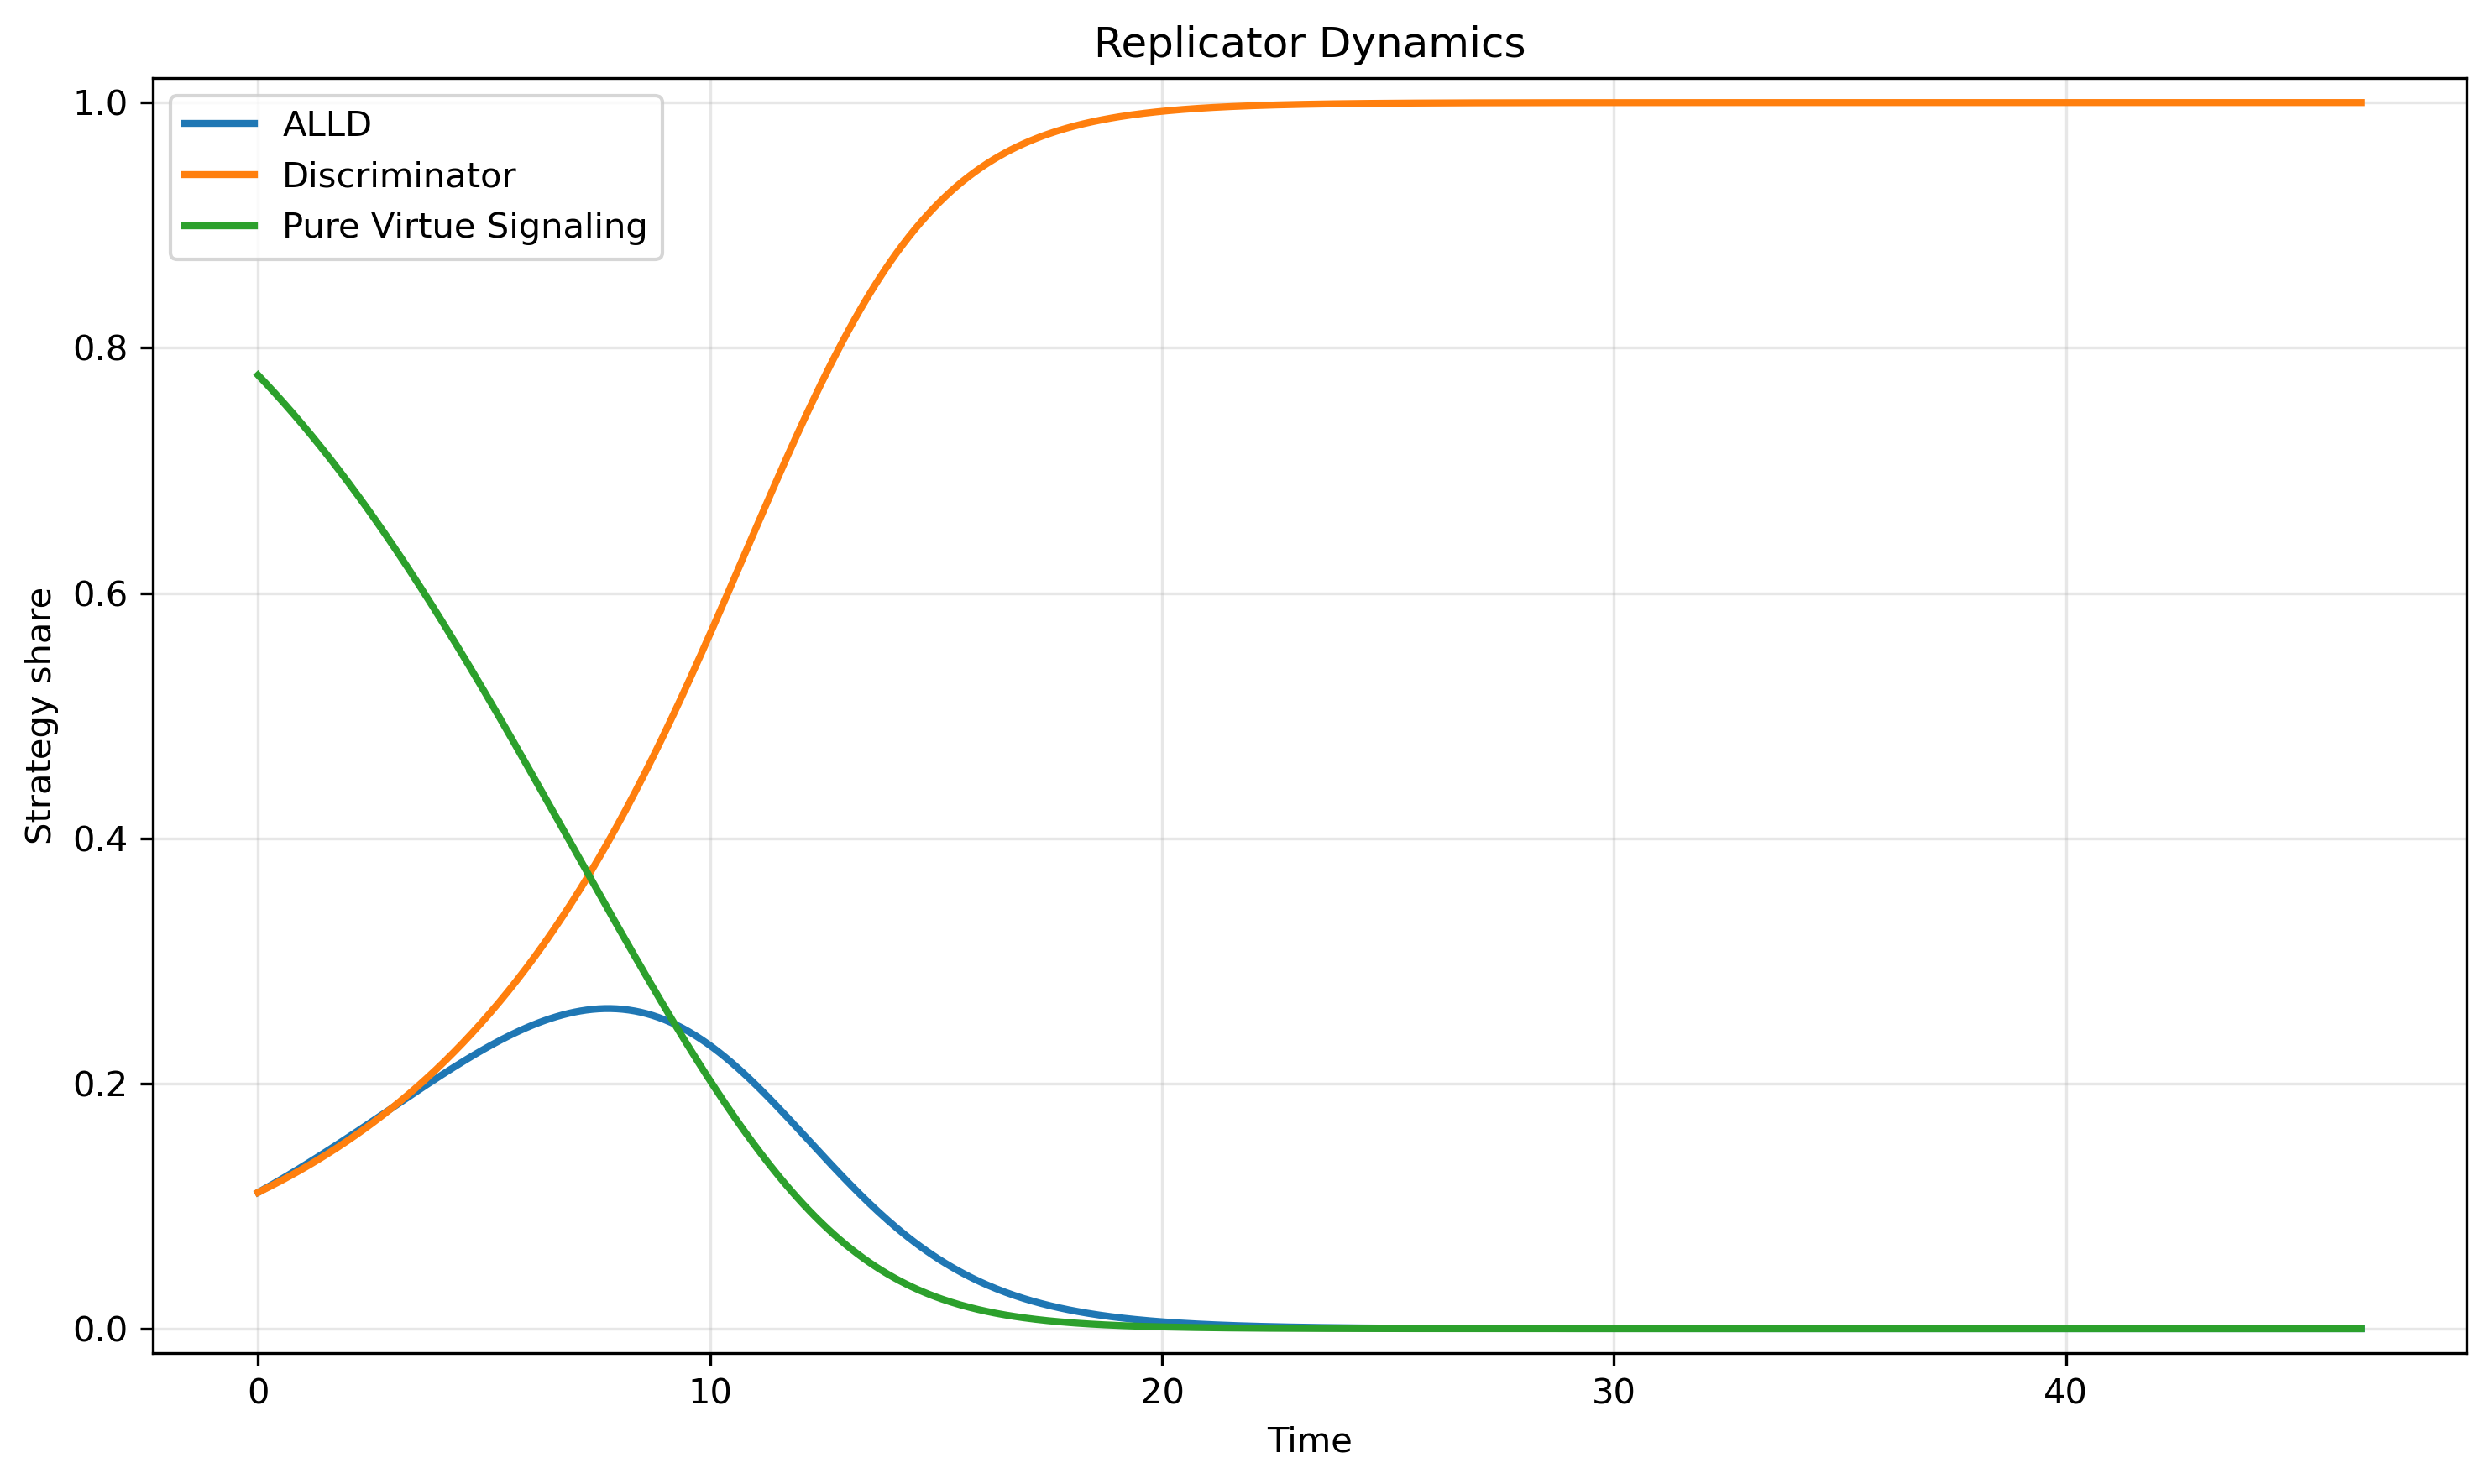 Replicator Dynamics
ALLD
Discriminator
Pure Virtue Signaling
Strategy share
1.0
0.8
0.6
0.4
0.2
0.0
0 10 20 30 40
Time